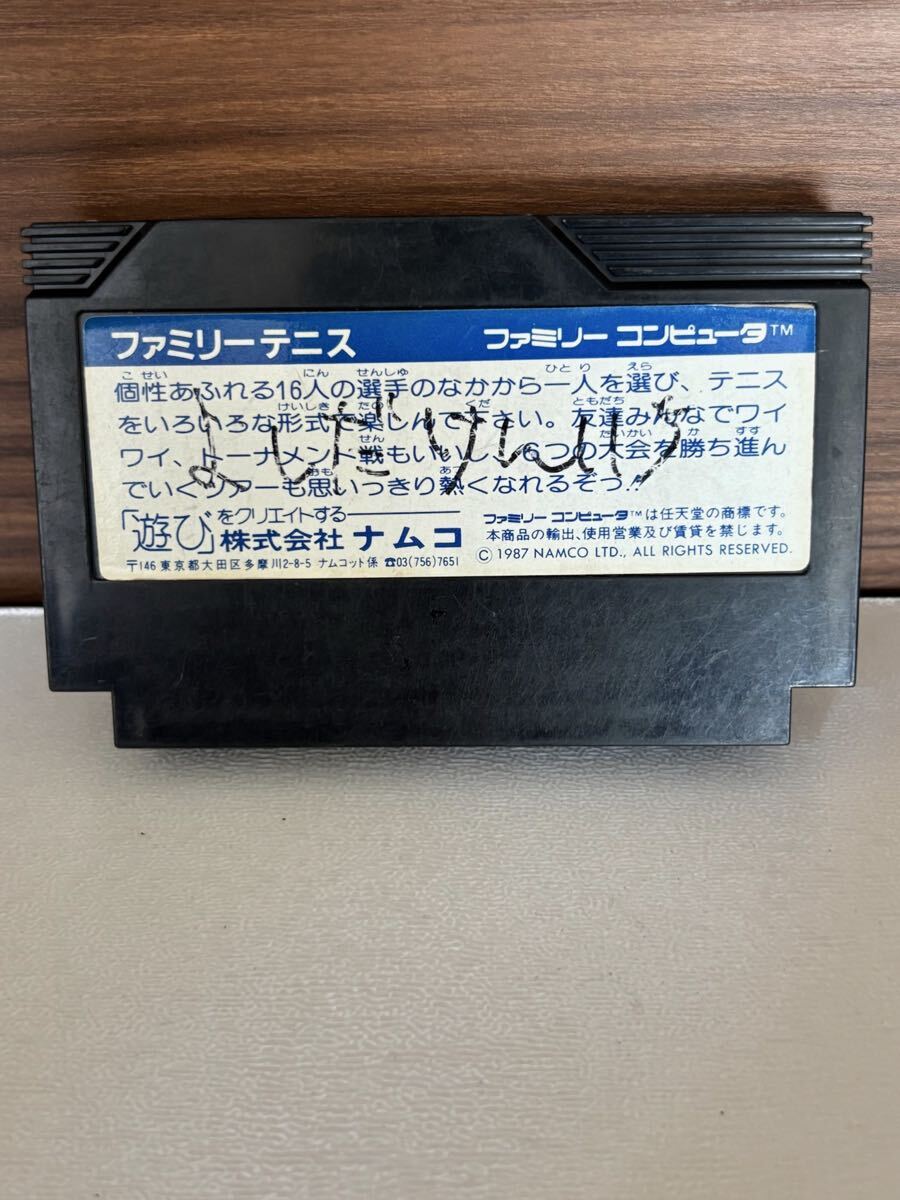 ファミリーテニス ファミリー コンピュータ™
個性あふれる16人の選手のなかから一人を選び、テニス
をいろいろな形式で楽しんで下さい。友達みんなでワイ
ワイ、トーナメント戦もいいし、6つの大会を勝ち進ん
でいくツアーも思いっきり熱くなれるぞっ!!
よしだけんじ
「遊び」をクリエイトする――
株式会社 ナムコ
〒146 東京都大田区多摩川2-8-5 ナムコット係 ☎03(756)7651
ファミリー コンピュータ™は任天堂の商標です。
本商品の輸出、使用営業及び賃貸を禁じます。
©1987 NAMCO LTD., ALL RIGHTS RESERVED.